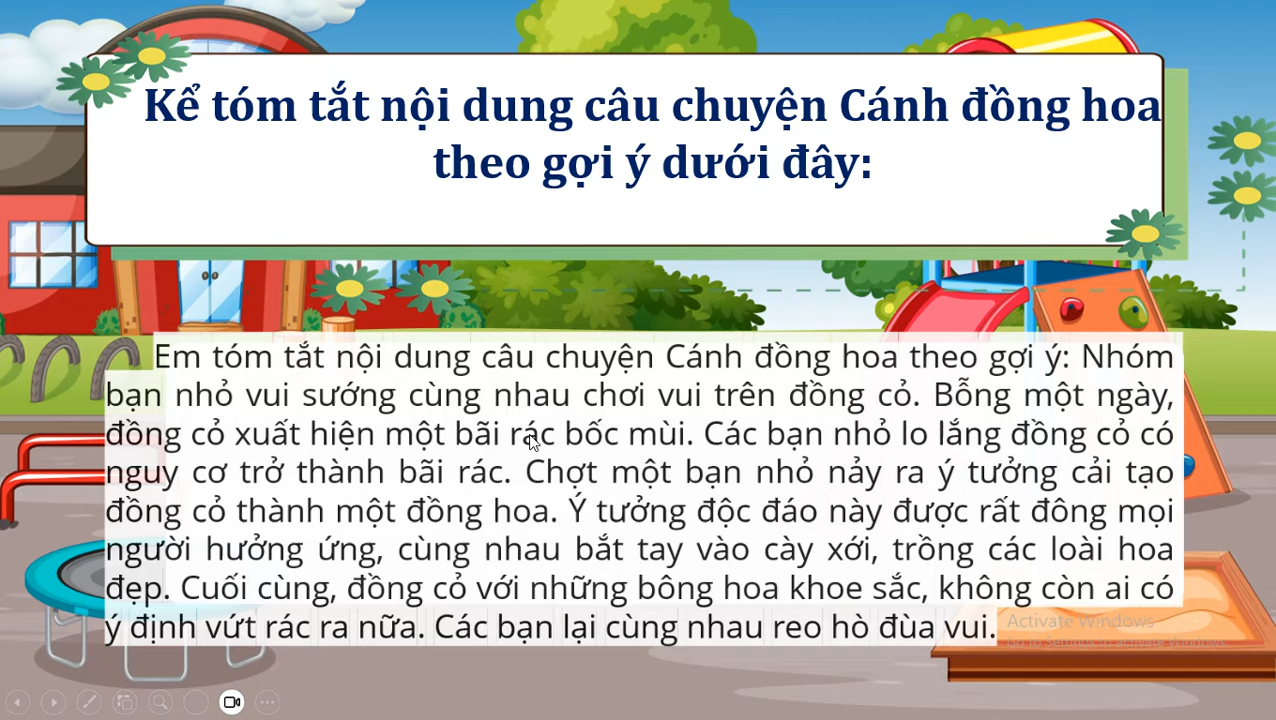 Kể tóm tắt nội dung câu chuyện Cánh đồng hoa
theo gợi ý dưới đây:
Em tóm tắt nội dung câu chuyện Cánh đồng hoa theo gợi ý: Nhóm
bạn nhỏ vui sướng cùng nhau chơi vui trên đồng cỏ. Bỗng một ngày,
đồng cỏ xuất hiện một bãi rác bốc mùi. Các bạn nhỏ lo lắng đồng cỏ có
nguy cơ trở thành bãi rác. Chợt một bạn nhỏ nảy ra ý tưởng cải tạo
đồng cỏ thành một đồng hoa. Ý tưởng độc đáo này được rất đông mọi
người hưởng ứng, cùng nhau bắt tay vào cày xới, trồng các loài hoa
đẹp. Cuối cùng, đồng cỏ với những bông hoa khoe sắc, không còn ai có
ý định vứt rác ra nữa. Các bạn lại cùng nhau reo hò đùa vui.
Activate Windows
Go to Settings to activate Windows.